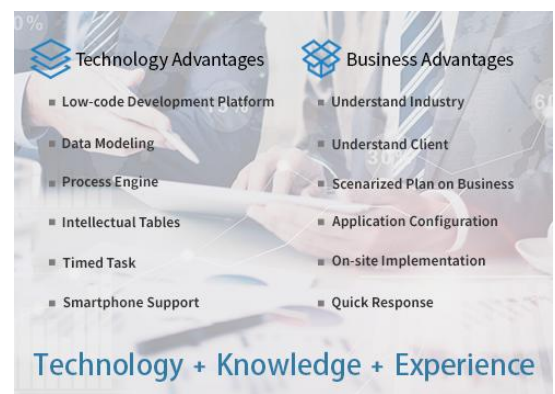 Technology Advantages
Low-code Development Platform
Data Modeling
Process Engine
Intellectual Tables
Timed Task
Smartphone Support
Business Advantages
Understand Industry
Understand Client
Scenarized Plan on Business
Application Configuration
On-site Implementation
Quick Response
Technology + Knowledge + Experience